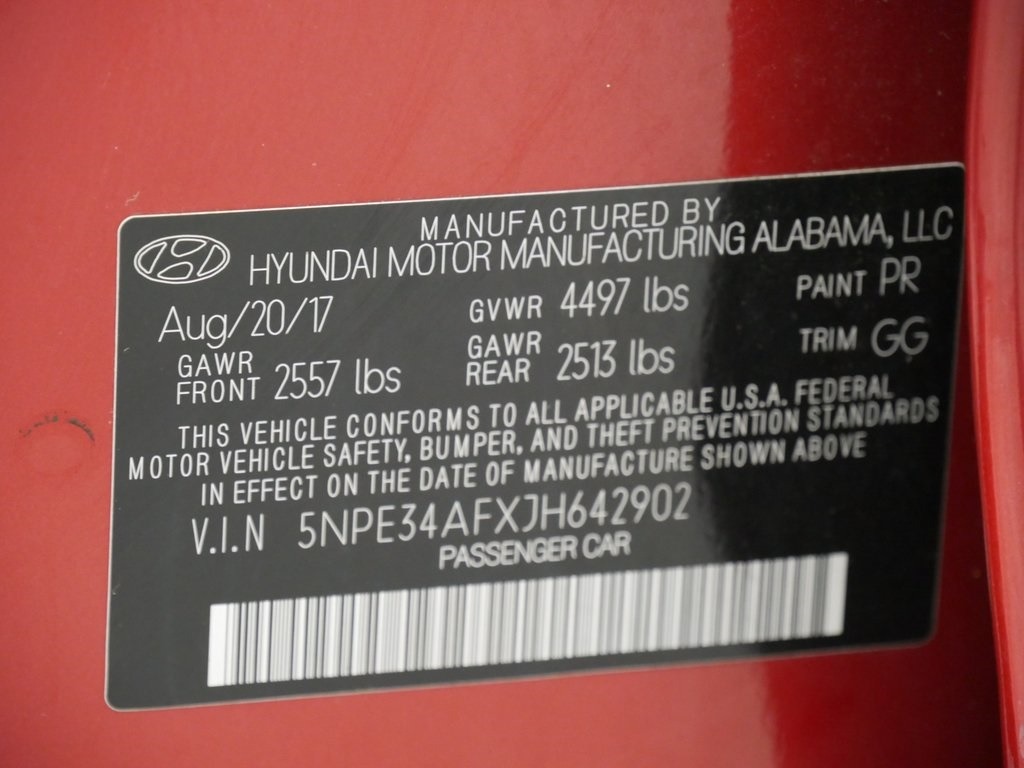 MANUFACTURED BY
HYUNDAI MOTOR MANUFACTURING ALABAMA, LLC
Aug/20/17 GVWR 4497 lbs PAINT PR
GAWR FRONT 2557 lbs GAWR REAR 2513 lbs TRIM GG
THIS VEHICLE CONFORMS TO ALL APPLICABLE U.S.A. FEDERAL
MOTOR VEHICLE SAFETY, BUMPER, AND THEFT PREVENTION STANDARDS
IN EFFECT ON THE DATE OF MANUFACTURE SHOWN ABOVE
V.I.N 5NPE34AFXJH642902
PASSENGER CAR